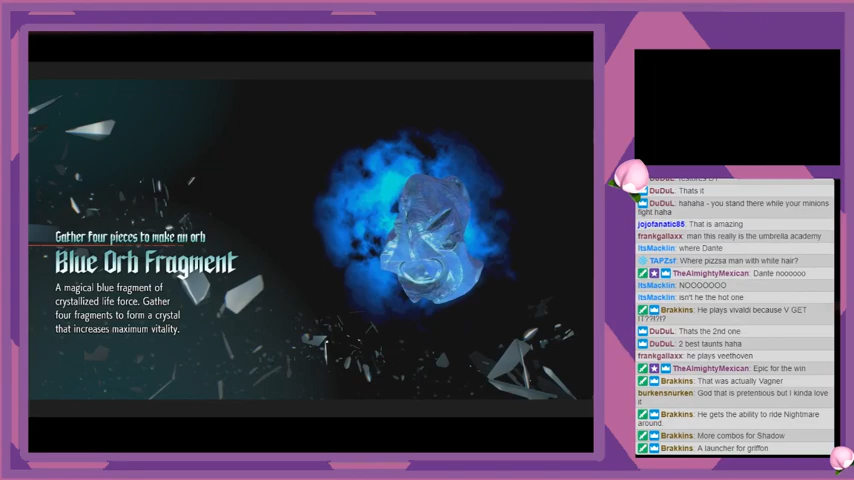 Gather four pieces to make an orb
Blue Orb Fragment
A magical blue fragment of
crystallized life force. Gather
four fragments to form a crystal
that increases maximum vitality.
DuDuL: Thats it
DuDuL: hahaha - you stand there while your minions
fight haha
jojofanatic85: That is amazing
frankgallaxx: man this really is the umbrella academy
ItsMacklin: where Dante
TAPZsf: Where pizzsa man with white hair?
TheAlmightyMexican: Dante noooooo
ItsMacklin: NOOOOOOO
ItsMacklin: isn't he the hot one
Brakkins: He plays vivaldi because V GET
IT??!?!?
DuDuL: Thats the 2nd one
DuDuL: 2 best taunts haha
frankgallaxx: he plays veethoven
TheAlmightyMexican: Epic for the win
Brakkins: That was actually Vagner
burkensnurken: God that is pretentious but I kinda love
it
Brakkins: He gets the ability to ride Nightmare
around.
Brakkins: More combos for Shadow
Brakkins: A launcher for griffon